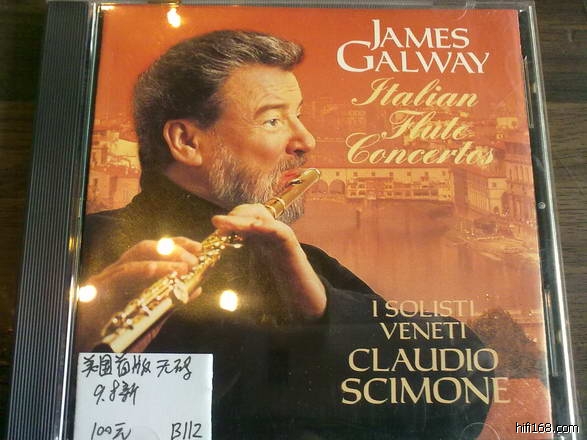 JAMES
GALWAY
Italian
Flute
Concertos
I SOLISTI
VENETI
CLAUDIO
SCIMONE
美国首版 无码
9.8新
100元 B112
hifi168.com